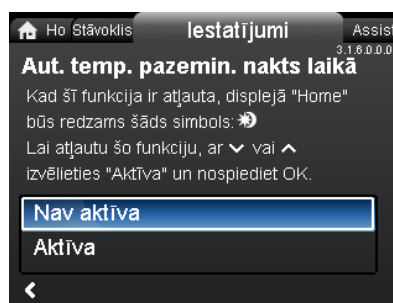 Ho Stāvoklis Iestatījumi Assist
3.1.6.0.0.0
Aut. temp. pazemin. nakts laikā
Kad šī funkcija ir atļauta, displejā "Home"
būs redzams šāds simbols:
Lai atļautu šo funkciju, ar vai
izvēlieties "Aktīva" un nospiediet OK.
Nav aktīva
Aktīva